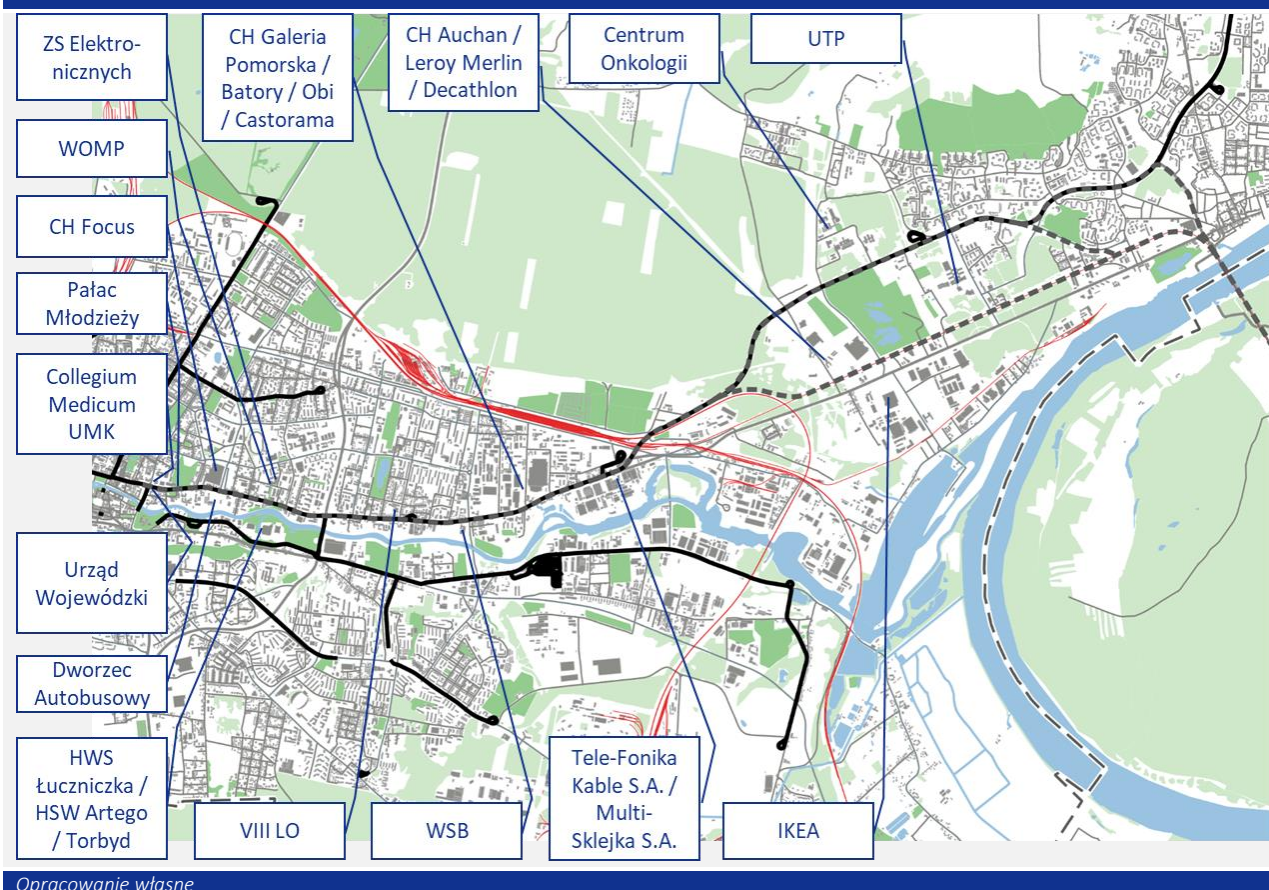 ZS Elektro-
nicznych
CH Galeria
Pomorska /
Batory / Obi
/ Castorama
CH Auchan /
Leroy Merlin
/ Decathlon
Centrum
Onkologii
UTP
WOMP
CH Focus
Pałac
Młodzieży
Collegium
Medicum
UMK
Urząd
Wojewódzki
Dworzec
Autobusowy
HWS
Łuczniczka /
HSW Artego
/ Torbyd
VIII LO
WSB
Tele-Fonika
Kable S.A. /
Multi-
Sklejka S.A.
IKEA
Opracowanie własne